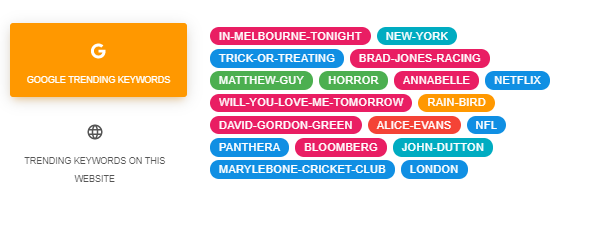 GOOGLE TRENDING KEYWORDS
TRENDING KEYWORDS ON THIS
WEBSITE
IN-MELBOURNE-TONIGHT NEW-YORK
TRICK-OR-TREATING BRAD-JONES-RACING
MATTHEW-GUY HORROR ANNABELLE NETFLIX
WILL-YOU-LOVE-ME-TOMORROW RAIN-BIRD
DAVID-GORDON-GREEN ALICE-EVANS NFL
PANTHERA BLOOMBERG JOHN-DUTTON
MARYLEBONE-CRICKET-CLUB LONDON